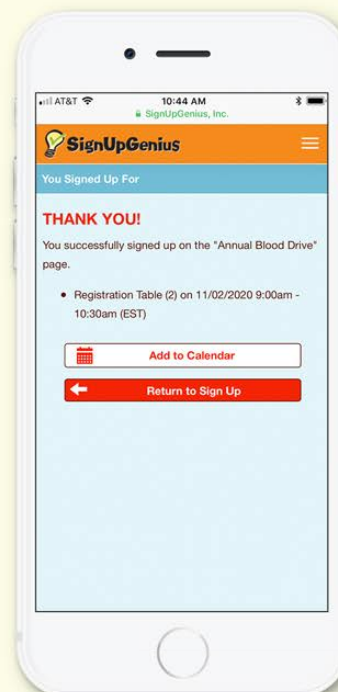 AT&T 10:44 AM
SignUpGenius, Inc.
SignUpGenius
You Signed Up For
THANK YOU!
You successfully signed up on the "Annual Blood Drive"
page.
• Registration Table (2) on 11/02/2020 9:00am -
10:30am (EST)
Add to Calendar
Return to Sign Up